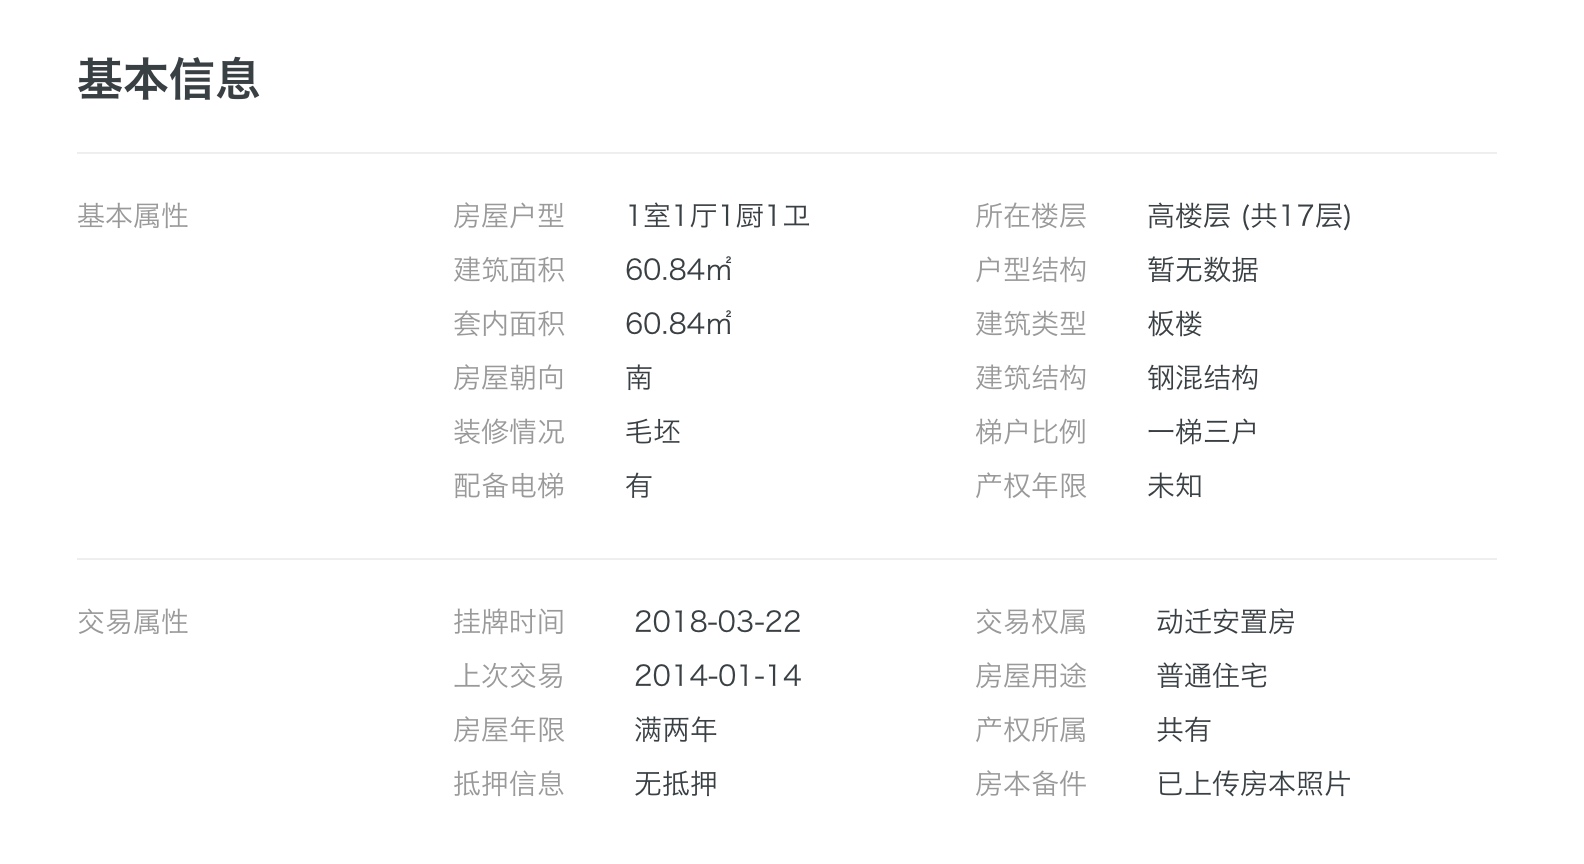 基本信息
基本属性 房屋户型 1室1厅1厨1卫 所在楼层 高楼层 (共17层)
建筑面积 60.84㎡ 户型结构 暂无数据
套内面积 60.84㎡ 建筑类型 板楼
房屋朝向 南 建筑结构 钢混结构
装修情况 毛坯 梯户比例 一梯三户
配备电梯 有 产权年限 未知
交易属性 挂牌时间 2018-03-22 交易权属 动迁安置房
上次交易 2014-01-14 房屋用途 普通住宅
房屋年限 满两年 产权所属 共有
抵押信息 无抵押 房本备件 已上传房本照片